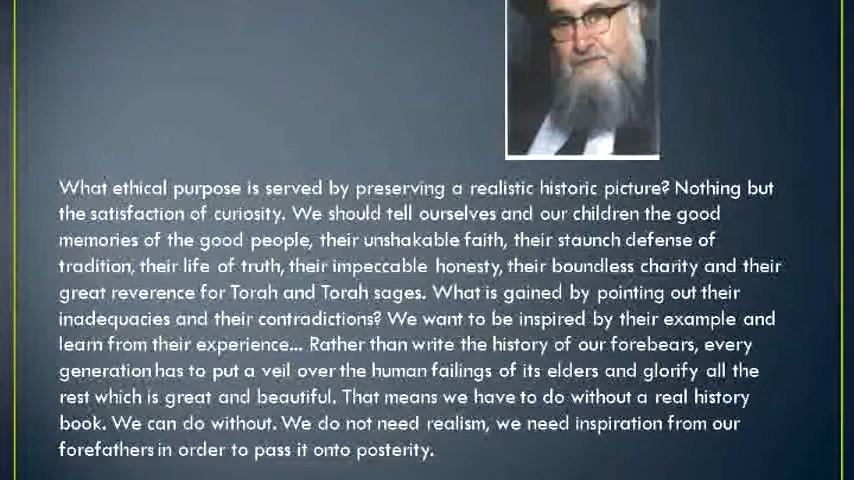 What ethical purpose is served by preserving a realistic historic picture? Nothing but
the satisfaction of curiosity. We should tell ourselves and our children the good
memories of the good people, their unshakable faith, their staunch defense of
tradition, their life of truth, their impeccable honesty, their boundless charity and their
great reverence for Torah and Torah sages. What is gained by pointing out their
inadequacies and their contradictions? We want to be inspired by their example and
learn from their experience... Rather than write the history of our forebears, every
generation has to put a veil over the human failings of its elders and glorify all the
rest which is great and beautiful. That means we have to do without a real history
book. We can do without. We do not need realism, we need inspiration from our
forefathers in order to pass it onto posterity.